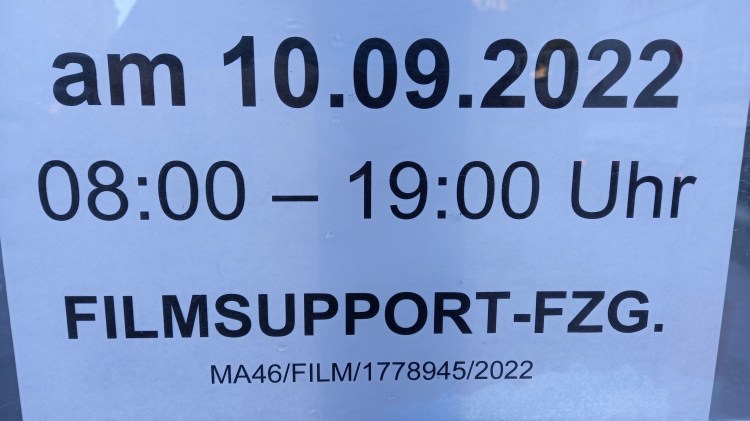 am 10.09.2022
08:00 – 19:00 Uhr
FILMSUPPORT-FZG.
MA46/FILM/1778945/2022